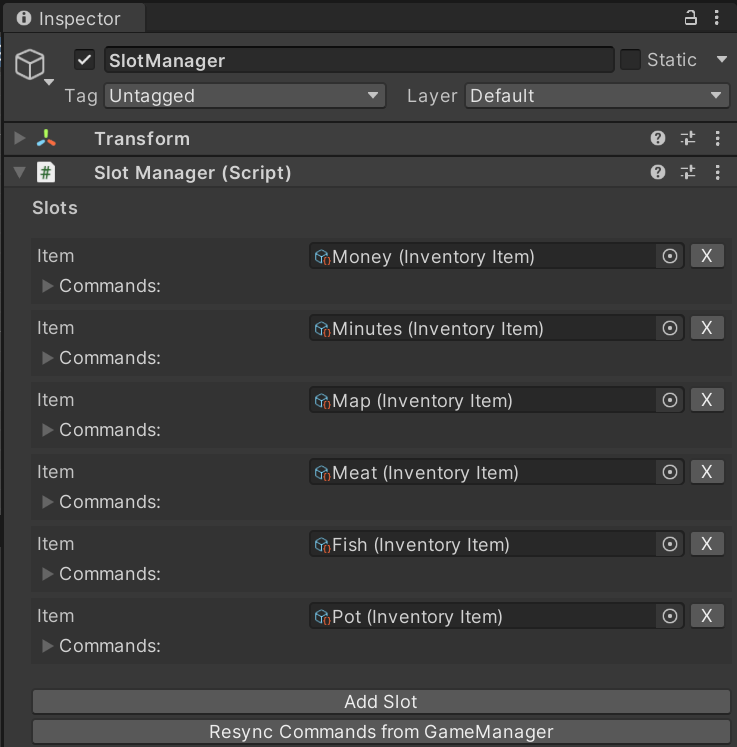 Inspector
SlotManager
Static
Tag Untagged Layer Default
Transform
# Slot Manager (Script)
Slots
Item Money (Inventory Item) X
Commands:
Item Minutes (Inventory Item) X
Commands:
Item Map (Inventory Item) X
Commands:
Item Meat (Inventory Item) X
Commands:
Item Fish (Inventory Item) X
Commands:
Item Pot (Inventory Item) X
Commands:
Add Slot
Resync Commands from GameManager